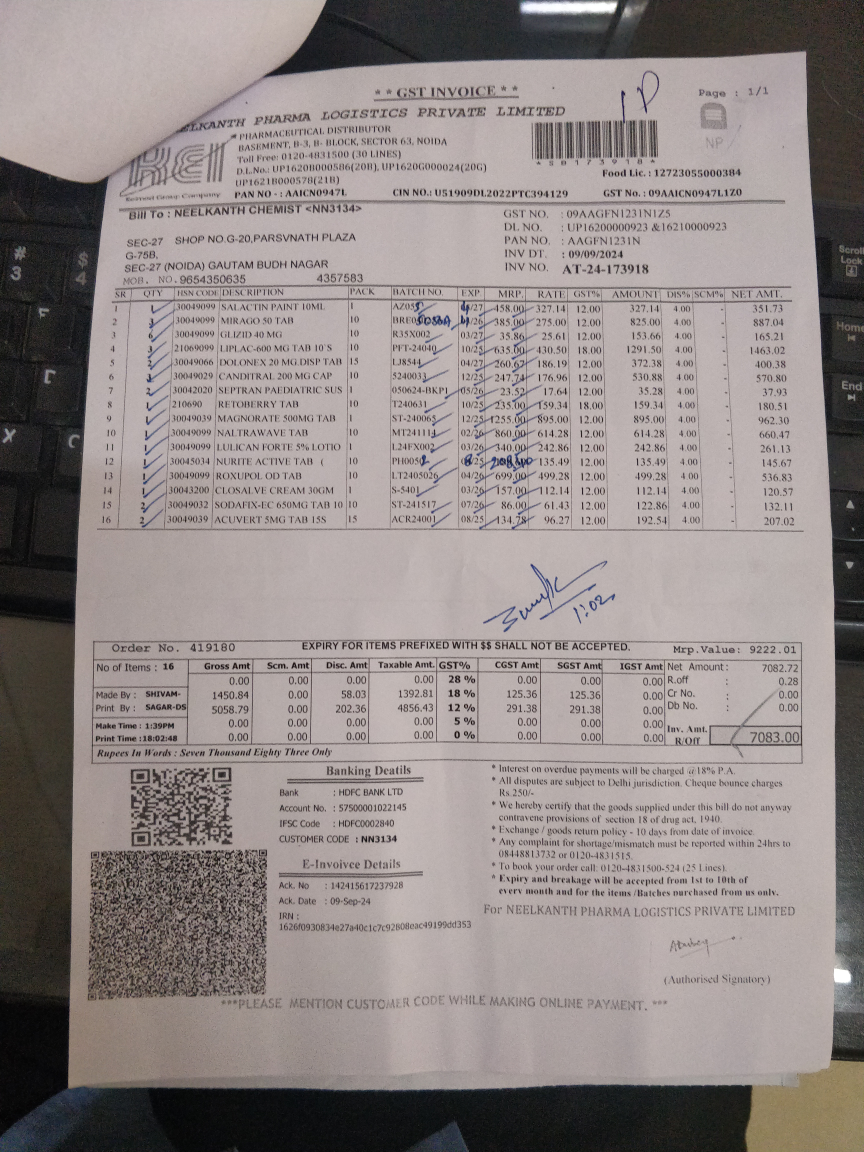 * * GST INVOICE * *
Page : 1/1
ELKANTH PHARMA LOGISTICS PRIVATE LIMITED
PHARMACEUTICAL DISTRIBUTOR
BASEMENT, B-3, B- BLOCK, SECTOR 63, NOIDA
Toll Free: 0120-4831500 (30 LINES)
D.L.No.: UP1620B000586(20B), UP1620G000024(20G)
UP1621B000578(21B)
NP
Food Lic. : 12723055000384
PAN NO - : AAICN0947L CIN NO.: U51909DL2022PTC394129 GST No. : 09AAICN0947L1Z0
Bill To : NEELKANTH CHEMIST <NN3134>
SEC-27 SHOP NO.G-20,PARSVNATH PLAZA
G-75B,
SEC-27 (NOIDA) GAUTAM BUDH NAGAR
MOB. NO.9654350635 4357583
GST NO. : 09AAGFN1231N1Z5
DL NO. : UP16200000923 &16210000923
PAN NO. : AAGFN1231N
INV DT. : 09/09/2024
INV NO. AT-24-173918
SR QTY HSN CODE DESCRIPTION PACK BATCH NO. EXP. MRP. RATE GST% AMOUNT DIS% SCM% NET AMT.
1 30049099 SALACTIN PAINT 10ML 1 /27 458.00 327.14 12.00 327.14 4.00 - 351.73
2 3 30049099 MIRAGO 50 TAB 10 /26 385.00 275.00 12.00 825.00 4.00 - 887.04
3 6 30049099 GLIZID 40 MG 10 R35X002 03/27 35.86 25.61 12.00 153.66 4.00 - 165.21
4 3 21069099 LIPLAC-600 MG TAB 10`S 10 PFT-24040 10/25 635.00 430.50 18.00 1291.50 4.00 - 1463.02
5 2 30049066 DOLONEX 20 MG.DISP TAB 15 LJ8544 04/27 260.67 186.19 12.00 372.38 4.00 - 400.38
6 3 30049029 CANDITRAL 200 MG CAP 10 5240033 12/25 247.74 176.96 12.00 530.88 4.00 - 570.80
7 2 30042020 SEPTRAN PAEDIATRIC SUS 1 050624-BKP1 05/26 23.52 17.64 12.00 35.28 4.00 - 37.93
8 1 210690 RETOBERRY TAB 10 T240631 10/25 235.00 159.34 18.00 159.34 4.00 - 180.51
9 1 30049039 MAGNORATE 500MG TAB 1 ST-240065 12/25 1255.00 895.00 12.00 895.00 4.00 - 962.30
10 1 30049099 NALTRAWAVE TAB 10 MT241114 02/26 860.00 614.28 12.00 614.28 4.00 - 660.47
11 1 30049099 LULICAN FORTE 5% LOTIO 1 L24FX002 03/26 340.00 242.86 12.00 242.86 4.00 - 261.13
12 1 30045034 NURITE ACTIVE TAB ( 10 /25 135.49 12.00 135.49 4.00 - 145.67
13 1 30049099 ROXUPOL OD TAB 10 LT2405026 04/26 699.00 499.28 12.00 499.28 4.00 - 536.83
14 1 30043200 CLOSALVE CREAM 30GM 1 S-5401 03/26 157.00 112.14 12.00 112.14 4.00 - 120.57
15 2 30049032 SODAFIX-EC 650MG TAB 10 10 ST-241517 07/26 86.00 61.43 12.00 122.86 4.00 - 132.11
16 2 30049039 ACUVERT 5MG TAB 15S 15 ACR24001 08/25 134.78 96.27 12.00 192.54 4.00 - 207.02
1:02
Order No. 419180 EXPIRY FOR ITEMS PREFIXED WITH $$ SHALL NOT BE ACCEPTED. Mrp.Value: 9222.01
No of Items : 16 Gross Amt Scm. Amt Disc. Amt Taxable Amt. GST% CGST Amt SGST Amt IGST Amt Net Amount : 7082.72
0.00 0.00 0.00 0.00 28 % 0.00 0.00 0.00 R.off : 0.28
Made By : SHIVAM- 1450.84 0.00 58.03 1392.81 18 % 125.36 125.36 0.00 Cr No. : 0.00
Print By : SAGAR-DS 5058.79 0.00 202.36 4856.43 12 % 291.38 291.38 0.00 Db No. : 0.00
Make Time : 1:39PM 0.00 0.00 0.00 0.00 5 % 0.00 0.00 0.00
Print Time :18:02:48 0.00 0.00 0.00 0.00 0 % 0.00 0.00 0.00 Inv. Amt. R/Off 7083.00
Rupees In Words : Seven Thousand Eighty Three Only
Banking Deatils
Bank : HDFC BANK LTD
Account No. : 57500001022145
IFSC Code : HDFC0002840
CUSTOMER CODE : NN3134
E-Invoicee Details
Ack. No : 142415617237928
Ack. Date : 09-Sep-24
IRN :
1626f0930834e27a40c1c7c92808eac49199dd353
* Interest on overdue payments will be charged @18% P.A.
* All disputes are subject to Delhi jurisdiction. Cheque bounce charges
Rs.250/-
* We hereby certify that the goods supplied under this bill do not anyway
contravene provisions of section 18 of drug act, 1940.
* Exchange / goods return policy - 10 days from date of invoice.
* Any complaint for shortage/mismatch must be reported within 24hrs to
08448813732 or 0120-4831515.
* To book your order call: 0120-4831500-524 (25 Lines)
* Expiry and breakage will be accepted from 1st to 10th of
every month and for the items /Batches purchased from us only.
For NEELKANTH PHARMA LOGISTICS PRIVATE LIMITED
(Authorised Signatory)
***PLEASE MENTION CUSTOMER CODE WHILE MAKING ONLINE PAYMENT. ***